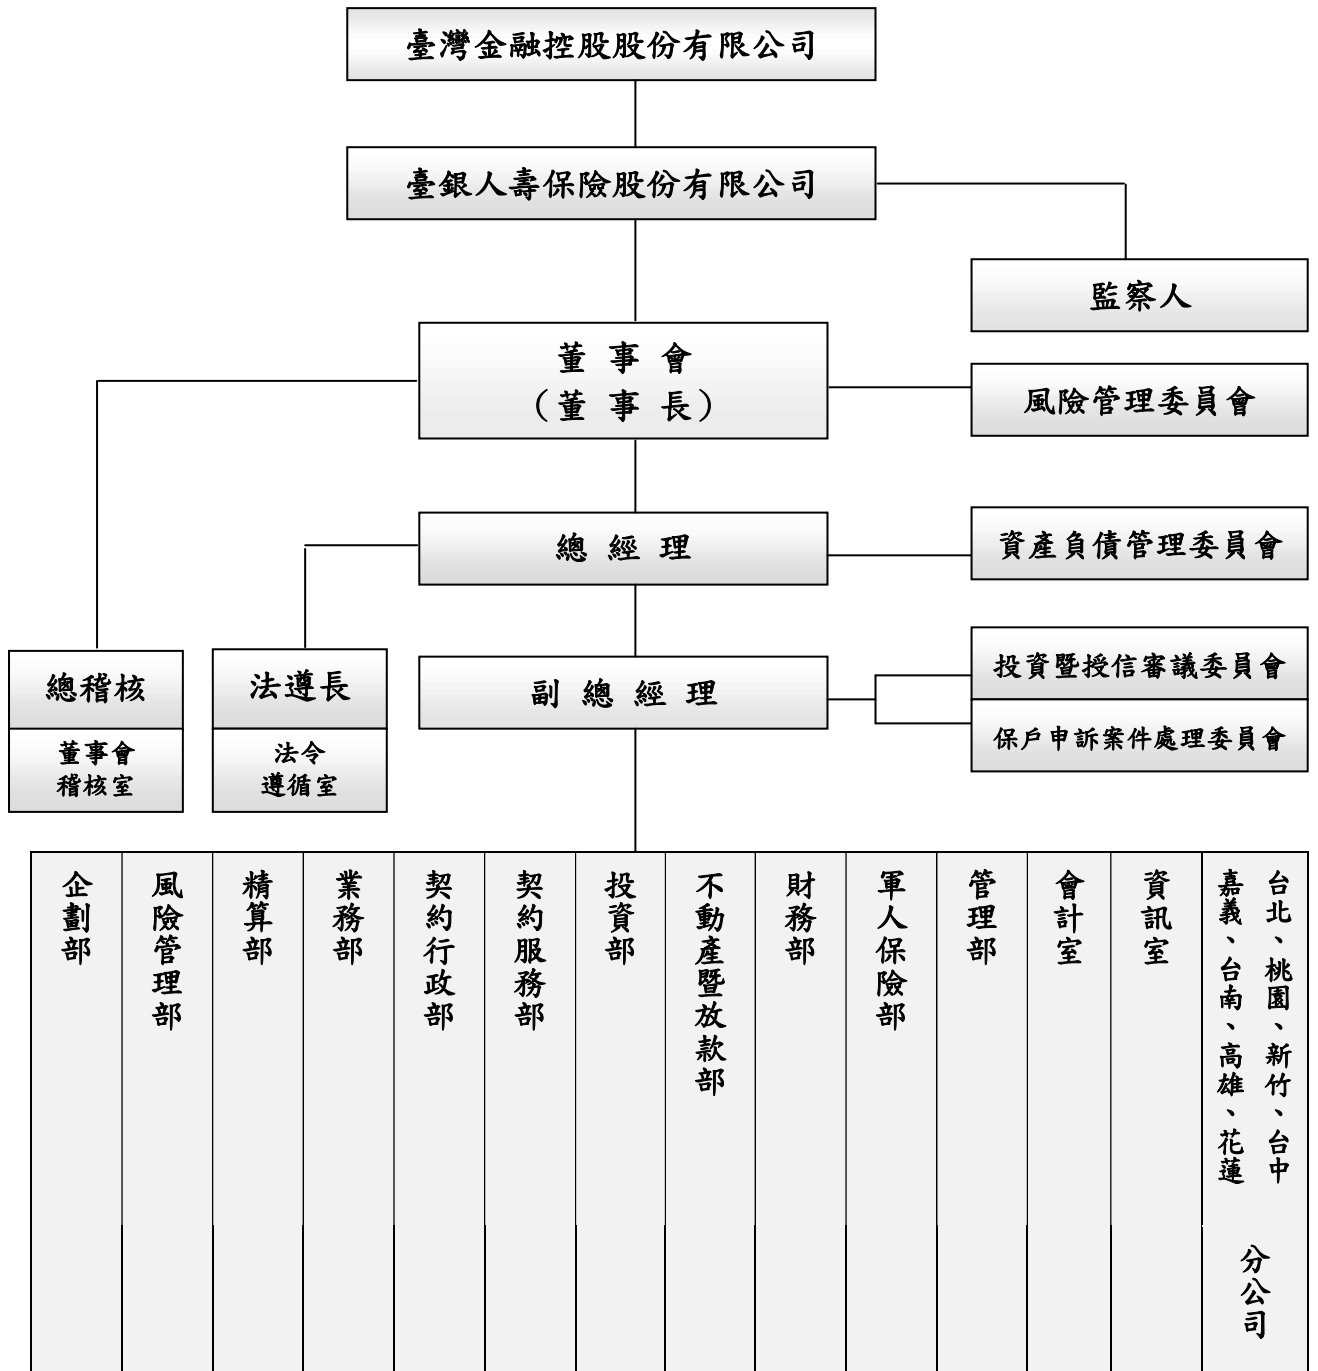 臺灣金融控股股份有限公司
臺銀人壽保險股份有限公司
監察人
董事會
（董事長）
風險管理委員會
總經理
資產負債管理委員會
總稽核
董事會
稽核室
法遵長
法令
遵循室
副總經理
投資暨授信審議委員會
保戶申訴案件處理委員會
企劃部
風險管理部
精算部
業務部
契約行政部
契約服務部
投資部
不動產暨放款部
財務部
軍人保險部
管理部
會計室
資訊室
台北、桃園、新竹、台中
嘉義、台南、高雄、花蓮
分公司